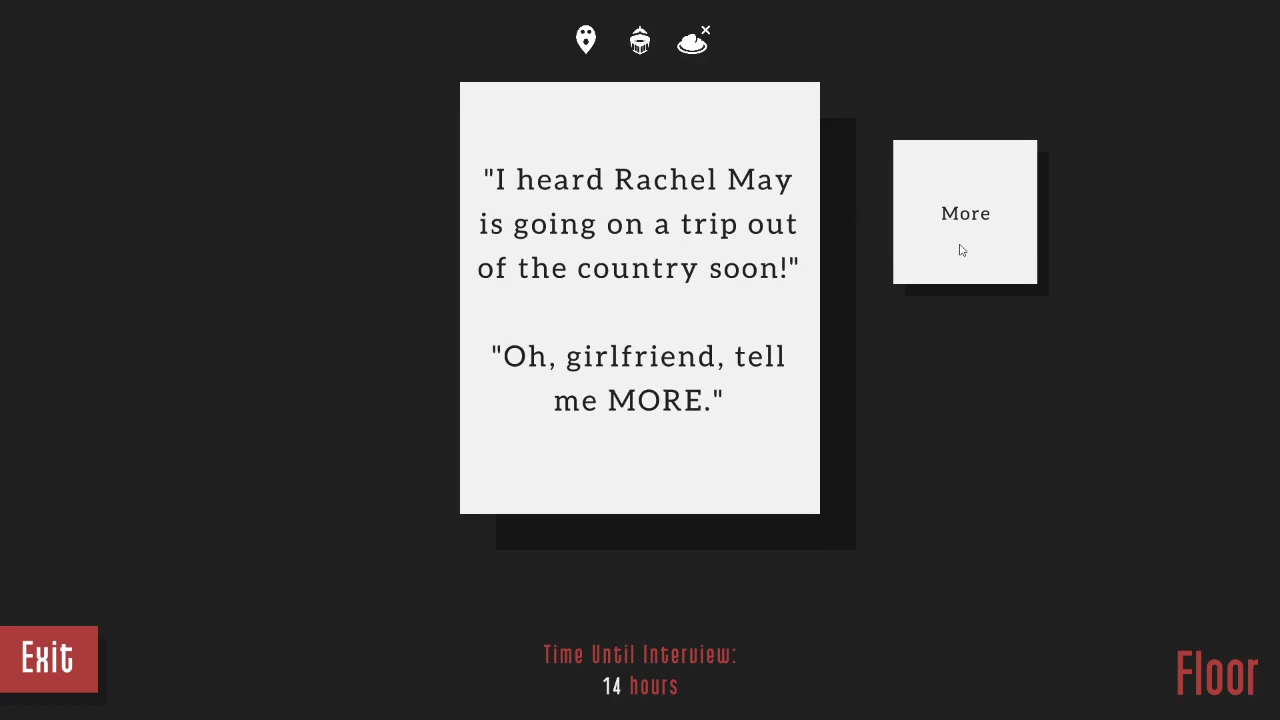 "I heard Rachel May
is going on a trip out
of the country soon!"
"Oh, girlfriend, tell
me MORE."
More
Exit
Time Until Interview:
14 hours
Floor